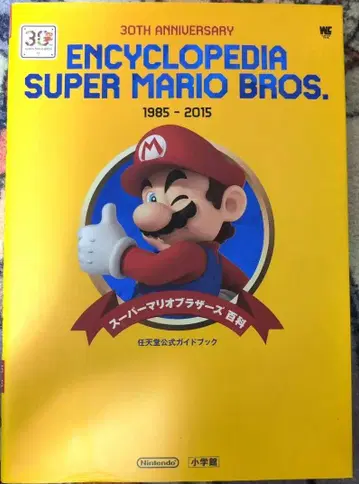 30TH ANNIVERSARY
ENCYCLOPEDIA
SUPER MARIO BROS.
1985 - 2015
M
スーパーマリオブラザーズ 百科
任天堂公式ガイドブック
Nintendo
小学館